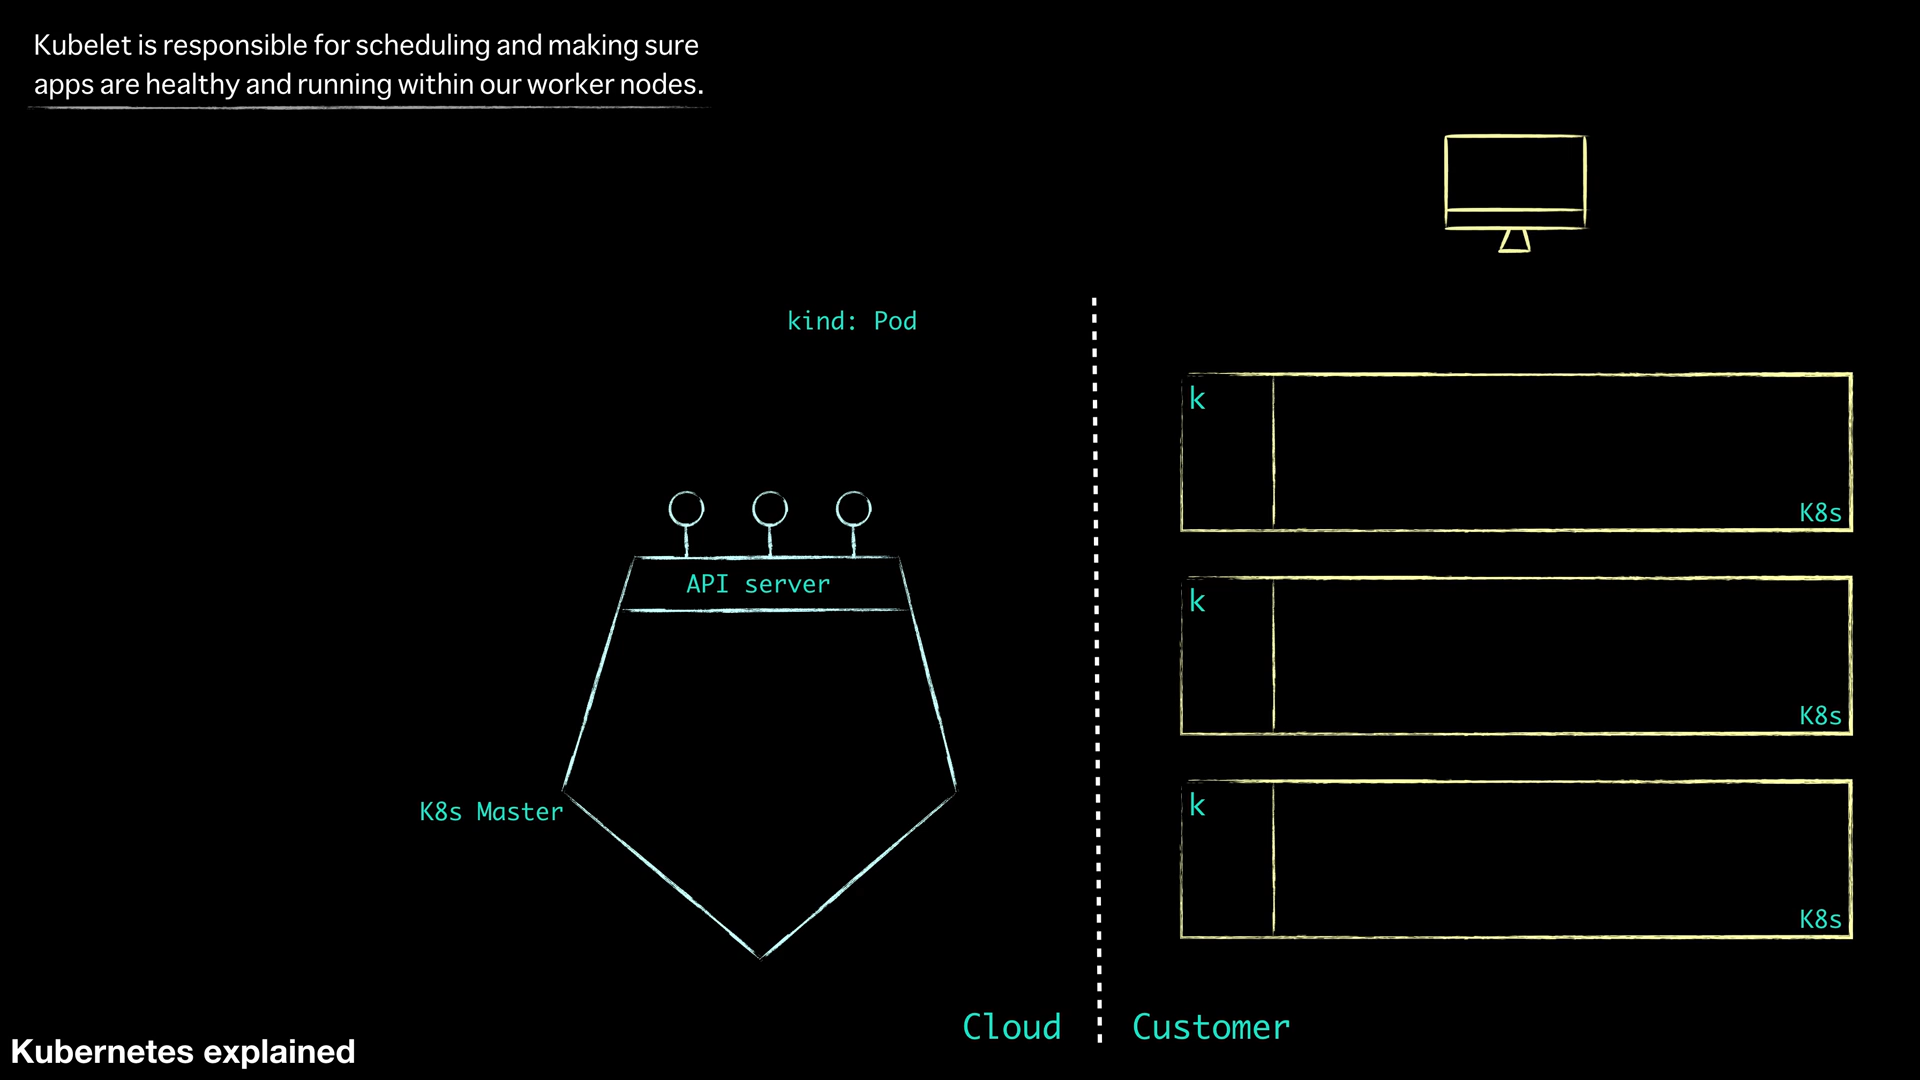 Kubelet is responsible for scheduling and making sure
apps are healthy and running within our worker nodes.
kind: Pod
k
K8s
API server
k
K8s
K8s Master
k
K8s
Cloud
Customer
Kubernetes explained